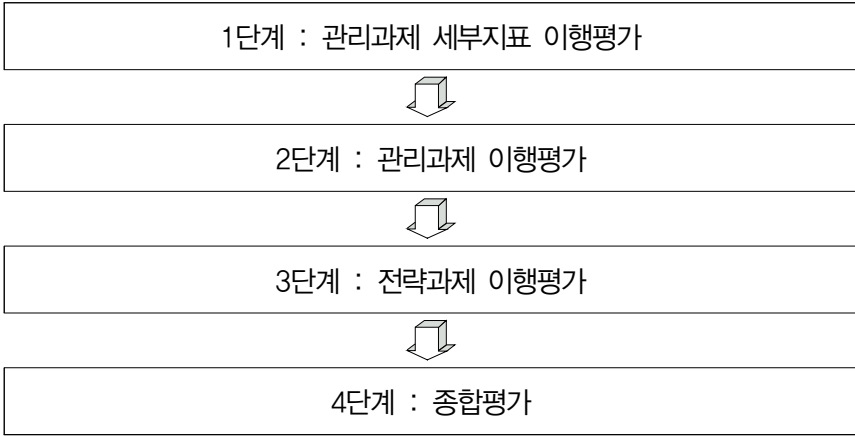 1단계 : 관리과제 세부지표 이행평가
2단계 : 관리과제 이행평가
3단계 : 전략과제 이행평가
4단계 : 종합평가